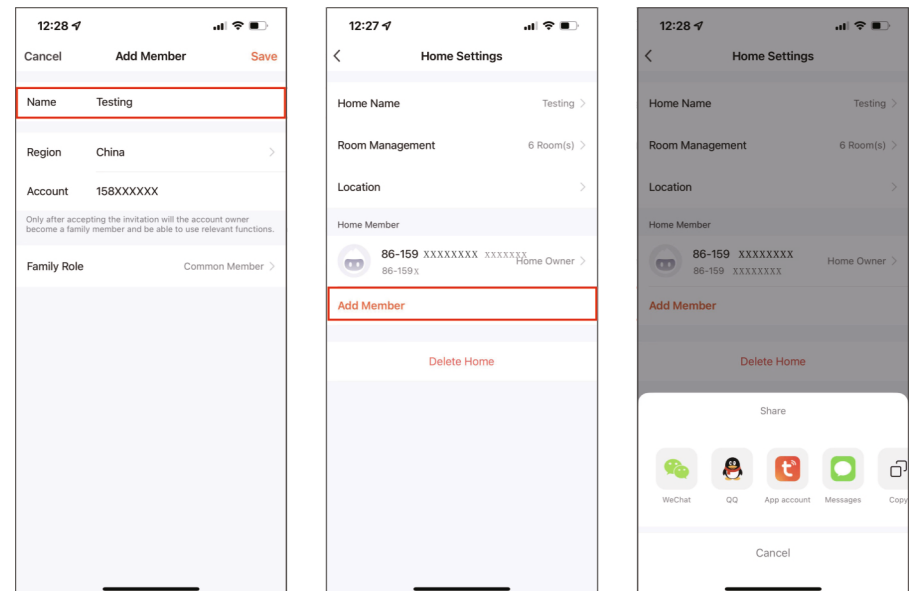 12:28
Cancel
Add Member
Save
Name
Testing
Region
China
Account
158XXXXXX
Only after accepting the invitation will the account owner
become a family member and be able to use relevant functions.
Family Role
Common Member
12:27
Home Settings
Home Name
Testing
Room Management
6 Room(s)
Location
Home Member
86-159 XXXXXXXX XXXXXXX
86-159X
Home Owner
Add Member
Delete Home
12:28
Home Settings
Home Name
Testing
Room Management
6 Room(s)
Location
Home Member
86-159 XXXXXXXX
86-159 XXXXXXXX
Home Owner
Add Member
Delete Home
Share
WeChat
QQ
App account
Messages
Copy
Cancel